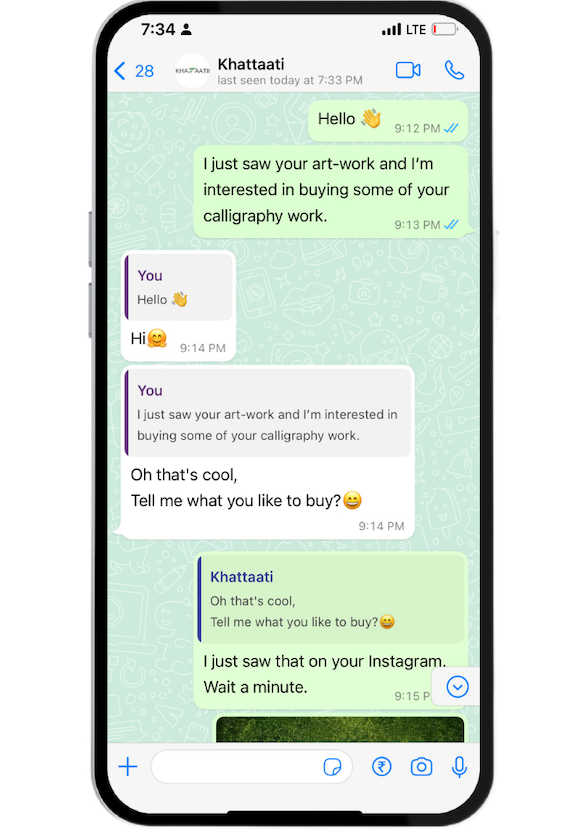 7:34
LTE
28
KHATTAATI
Khattaati
last seen today at 7:33 PM
Hello 👋
9:12 PM
I just saw your art-work and I'm
interested in buying some of your
calligraphy work.
9:13 PM
You
Hello 👋
Hi🤗
9:14 PM
You
I just saw your art-work and I'm interested in
buying some of your calligraphy work.
Oh that's cool,
Tell me what you like to buy?😄
9:14 PM
Khattaati
Oh that's cool,
Tell me what you like to buy?😄
I just saw that on your Instagram.
Wait a minute.
9:15 P
₹